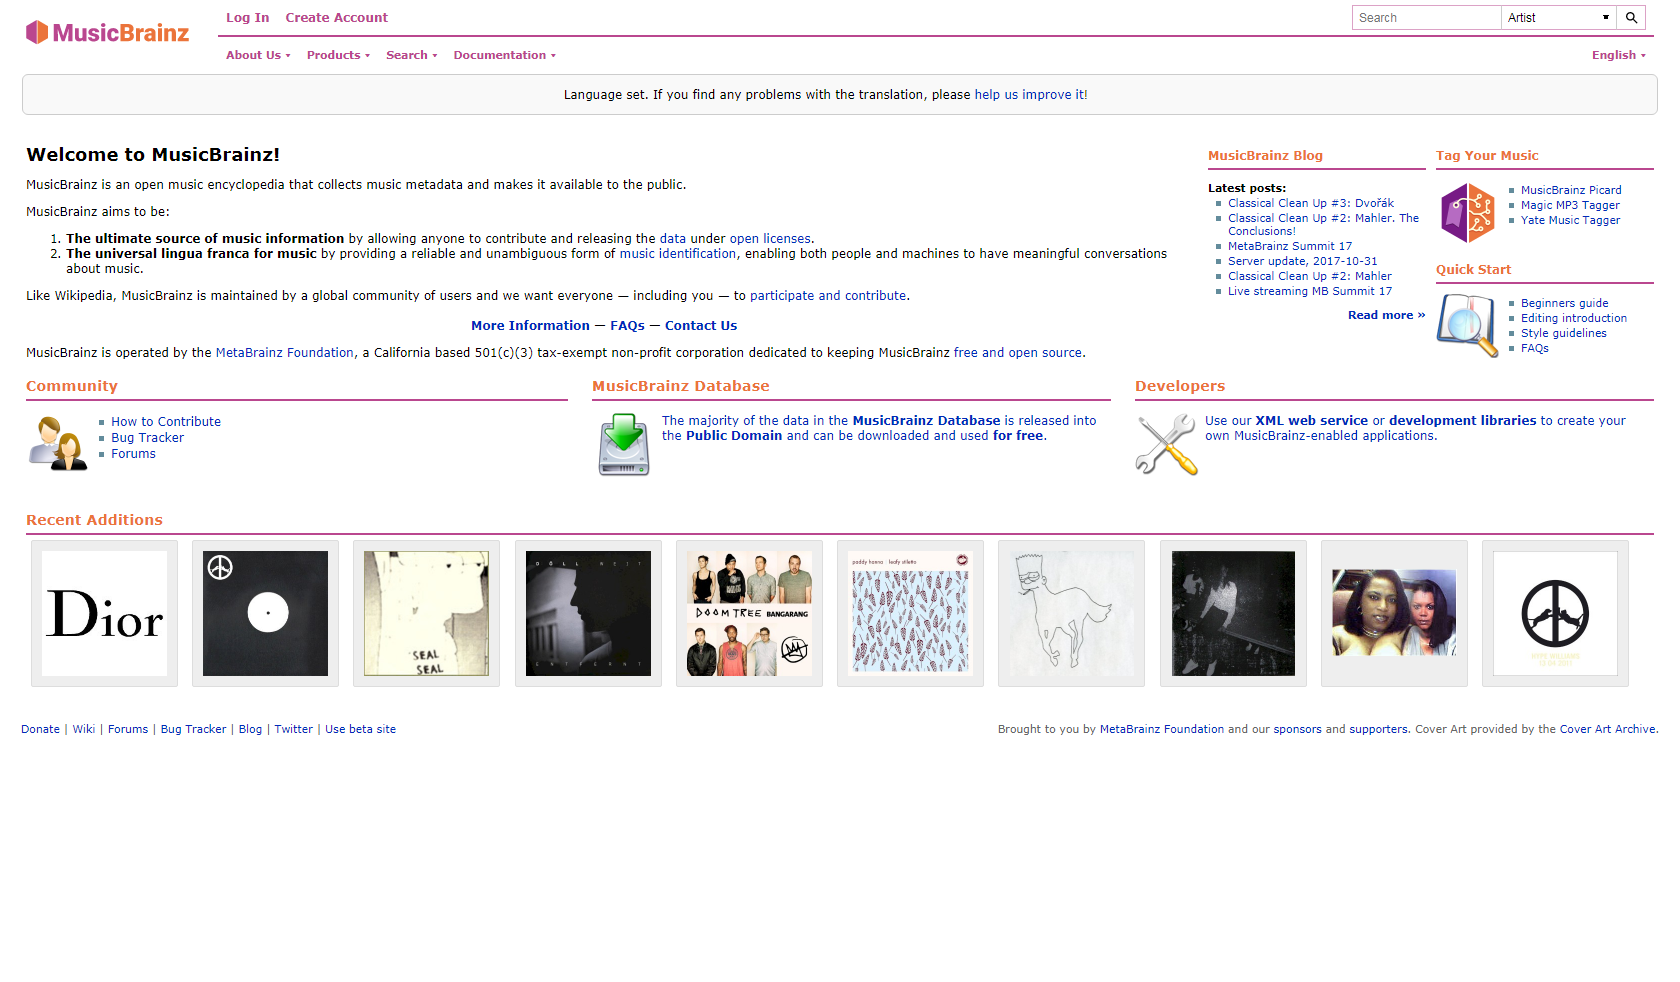 MusicBrainz
Log In Create Account
Search Artist
About Us Products Search Documentation
English
Language set. If you find any problems with the translation, please help us improve it!
Welcome to MusicBrainz!
MusicBrainz is an open music encyclopedia that collects music metadata and makes it available to the public.
MusicBrainz aims to be:
1. The ultimate source of music information by allowing anyone to contribute and releasing the data under open licenses.
2. The universal lingua franca for music by providing a reliable and unambiguous form of music identification, enabling both people and machines to have meaningful conversations
about music.
Like Wikipedia, MusicBrainz is maintained by a global community of users and we want everyone — including you — to participate and contribute.
More Information — FAQs — Contact Us
MusicBrainz is operated by the MetaBrainz Foundation, a California based 501(c)(3) tax-exempt non-profit corporation dedicated to keeping MusicBrainz free and open source.
MusicBrainz Blog
Latest posts:
Classical Clean Up #3: Dvořák
Classical Clean Up #2: Mahler. The
Conclusions!
MetaBrainz Summit 17
Server update, 2017-10-31
Classical Clean Up #2: Mahler
Live streaming MB Summit 17
Read more »
Tag Your Music
MusicBrainz Picard
Magic MP3 Tagger
Yate Music Tagger
Quick Start
Beginners guide
Editing introduction
Style guidelines
FAQs
Community
How to Contribute
Bug Tracker
Forums
MusicBrainz Database
The majority of the data in the MusicBrainz Database is released into
the Public Domain and can be downloaded and used for free.
Developers
Use our XML web service or development libraries to create your
own MusicBrainz-enabled applications.
Recent Additions
Dior
SEAL
SEAL
DÖLL WEIT
ENTFERNT
DOOMTREE BANGARANG
paddy hanna leafy stiletto
Donate | Wiki | Forums | Bug Tracker | Blog | Twitter | Use beta site
Brought to you by MetaBrainz Foundation and our sponsors and supporters. Cover Art provided by the Cover Art Archive.